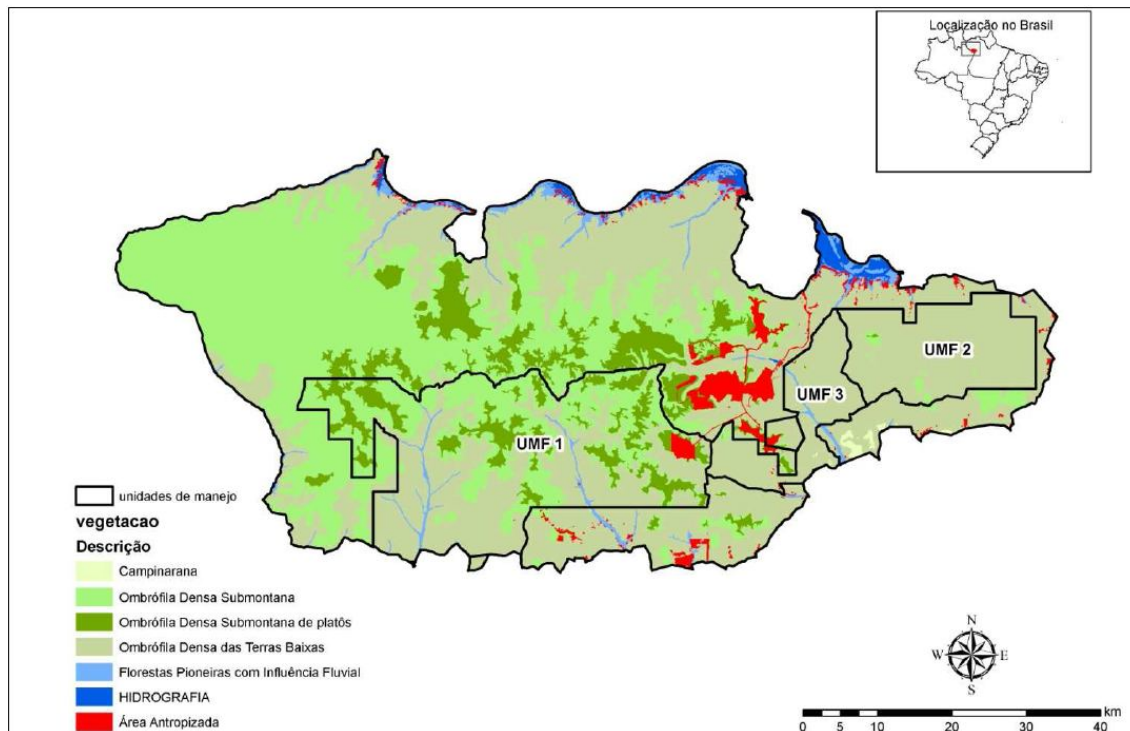 Localização no Brasil
UMF 2
UMF 3
UMF 1
unidades de manejo
vegetacao
Descrição
Campinarana
Ombrófila Densa Submontana
Ombrófila Densa Submontana de platôs
Ombrófila Densa das Terras Baixas
Florestas Pioneiras com Influência Fluvial
HIDROGRAFIA
Área Antropizada
N
W E
S
km
0 5 10 20 30 40